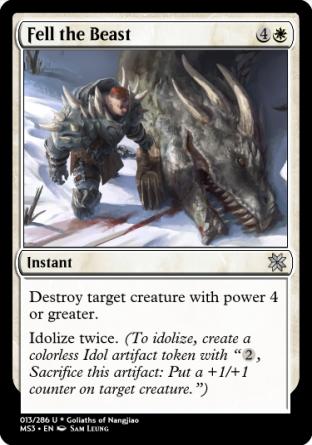 Fell the Beast 4
Instant
Destroy target creature with power 4
or greater.
Idolize twice. (To idolize, create a
colorless Idol artifact token with “2,
Sacrifice this artifact: Put a +1/+1
counter on target creature.”)
013/286 U * Goliaths of Nangjiao
MS3 • EN Sam Leung